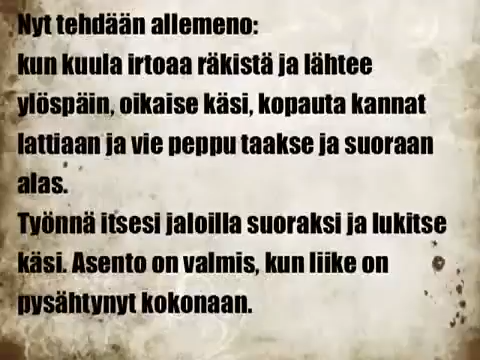 Nyt tehdään allemeno:
kun kuula irtoaa räkistä ja lähtee
ylöspäin, oikaise käsi, kopauta kannat
lattiaan ja vie peppu taakse ja suoraan
alas.
Työnnä itsesi jaloilla suoraksi ja lukitse
käsi. Asento on valmis, kun liike on
pysähtynyt kokonaan.